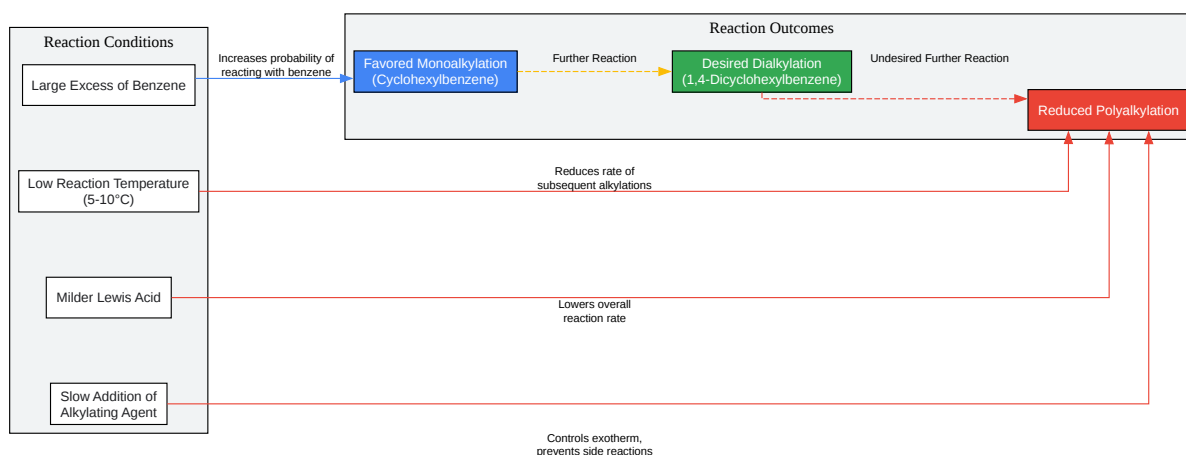 Reaction Outcomes
Reaction Conditions
Large Excess of Benzene
Increases probability of
reacting with benzene
Favored Monoalkylation
(Cyclohexylbenzene)
Further Reaction
Desired Dialkylation
(1,4-Dicyclohexylbenzene)
Undesired Further Reaction
Reduced Polyalkylation
Low Reaction Temperature
(5-10°C)
Reduces rate of
subsequent alkylations
Milder Lewis Acid
Lowers overall
reaction rate
Slow Addition of
Alkylating Agent
Controls exotherm,
prevents side reactions